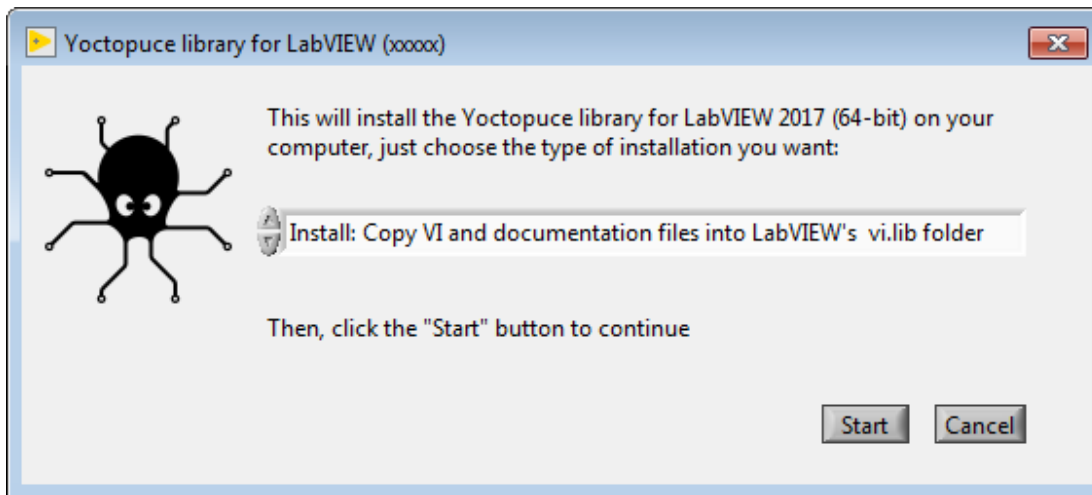 Yoctopuce library for LabVIEW (xxxxx)
This will install the Yoctopuce library for LabVIEW 2017 (64-bit) on your
computer, just choose the type of installation you want:
Install: Copy VI and documentation files into LabVIEW's  vi.lib folder
Then, click the "Start" button to continue
Start
Cancel